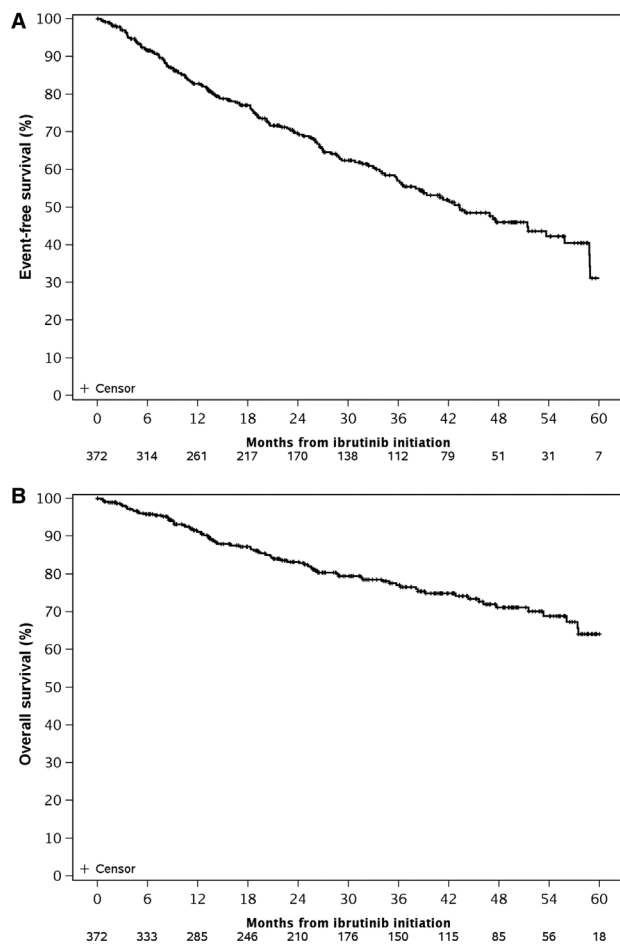 A
100
90
80
70
60
50
40
30
20
10
0
Event-free survival (%)
+ Censor
0 6 12 18 24 30 36 42 48 54 60
Months from ibrutinib initiation
372 314 261 217 170 138 112 79 51 31 7
B
100
90
80
70
60
50
40
30
20
10
0
Overall survival (%)
+ Censor
0 6 12 18 24 30 36 42 48 54 60
Months from ibrutinib initiation
372 333 285 246 210 176 150 115 85 56 18